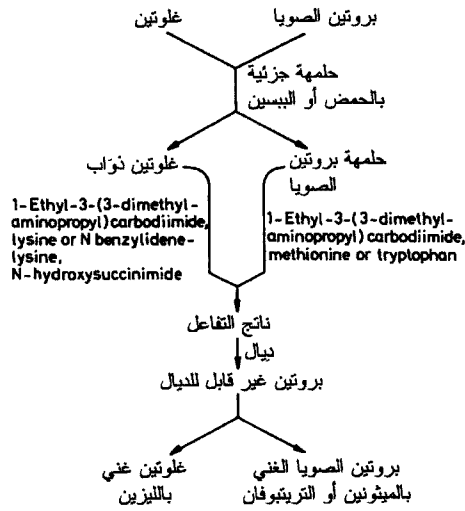 بروتين الصويا
غلوتين
حلمهة جزئية
بالحمض أو الببسين
حلمهة بروتين
الصويا
غلوتين ذوّاب
1-Ethyl-3-(3-dimethyl-
aminopropyl) carbodiimide,
methionine or tryptophan
1-Ethyl-3-(3-dimethyl-
aminopropyl) carbodiimide,
lysine or N benzylidene-
lysine,
N-hydroxysuccinimide
ناتج التفاعل
ديال
بروتين غير قابل للديال
بروتين الصويا الغني
بالميثونين أو التريتبوفان
غلوتين غني
بالليزين